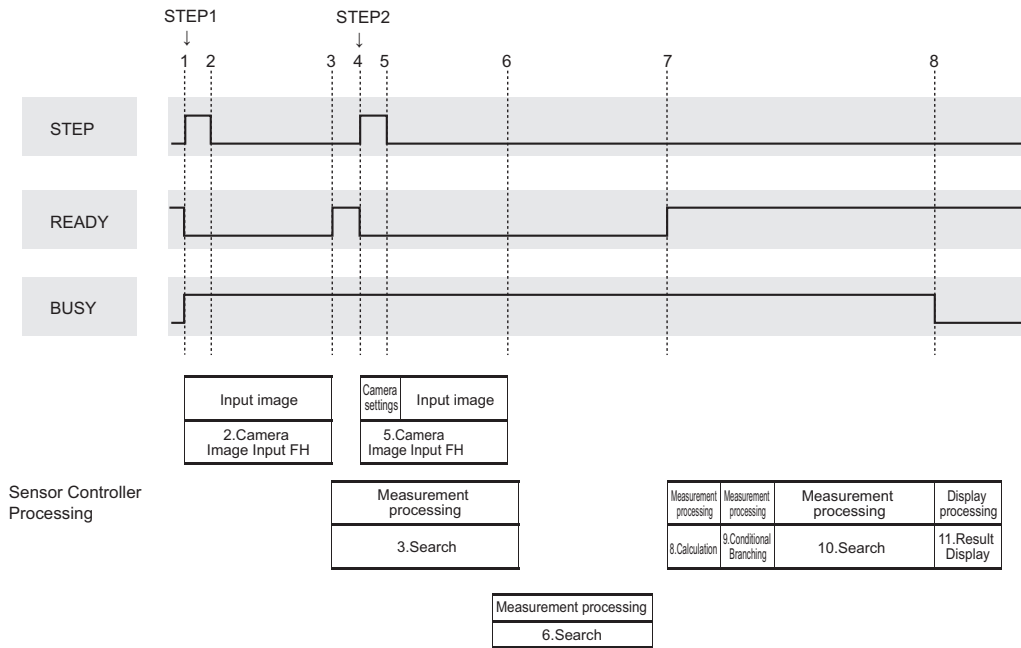 STEP1
STEP2
↓
↓
1 2 3 4 5 6 7 8
STEP
READY
BUSY
Input image
2.Camera
Image Input FH
Camera
settings
Input image
5.Camera
Image Input FH
Sensor Controller
Processing
Measurement
processing
3.Search
Measurement
processing
8.Calculation
Measurement
processing
9.Conditional
Branching
Measurement
processing
10.Search
Display
processing
11.Result
Display
Measurement processing
6.Search